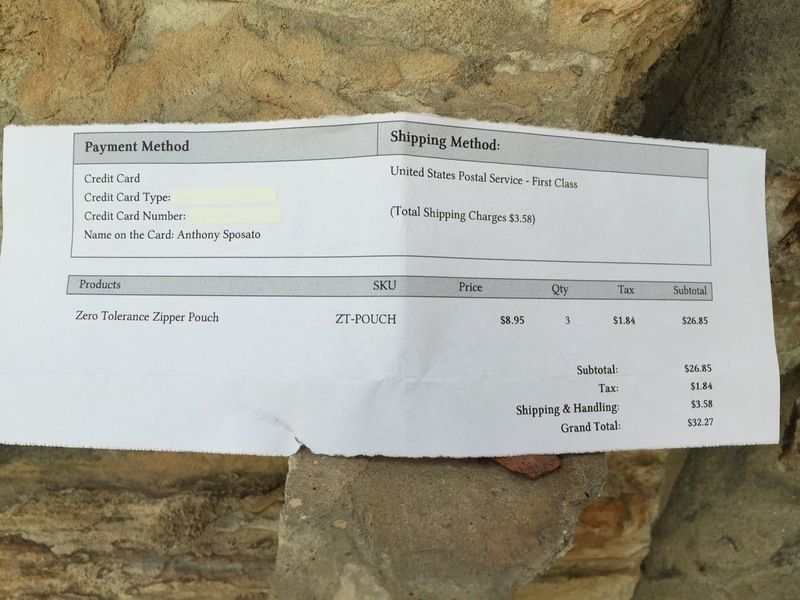 Payment Method
Shipping Method:
Credit Card
Credit Card Type:
Credit Card Number:
Name on the Card: Anthony Sposato
United States Postal Service - First Class
(Total Shipping Charges $3.58)
Products SKU Price Qty Tax Subtotal
Zero Tolerance Zipper Pouch ZT-POUCH $8.95 3 $1.84 $26.85
Subtotal: $26.85
Tax: $1.84
Shipping & Handling: $3.58
Grand Total: $32.27